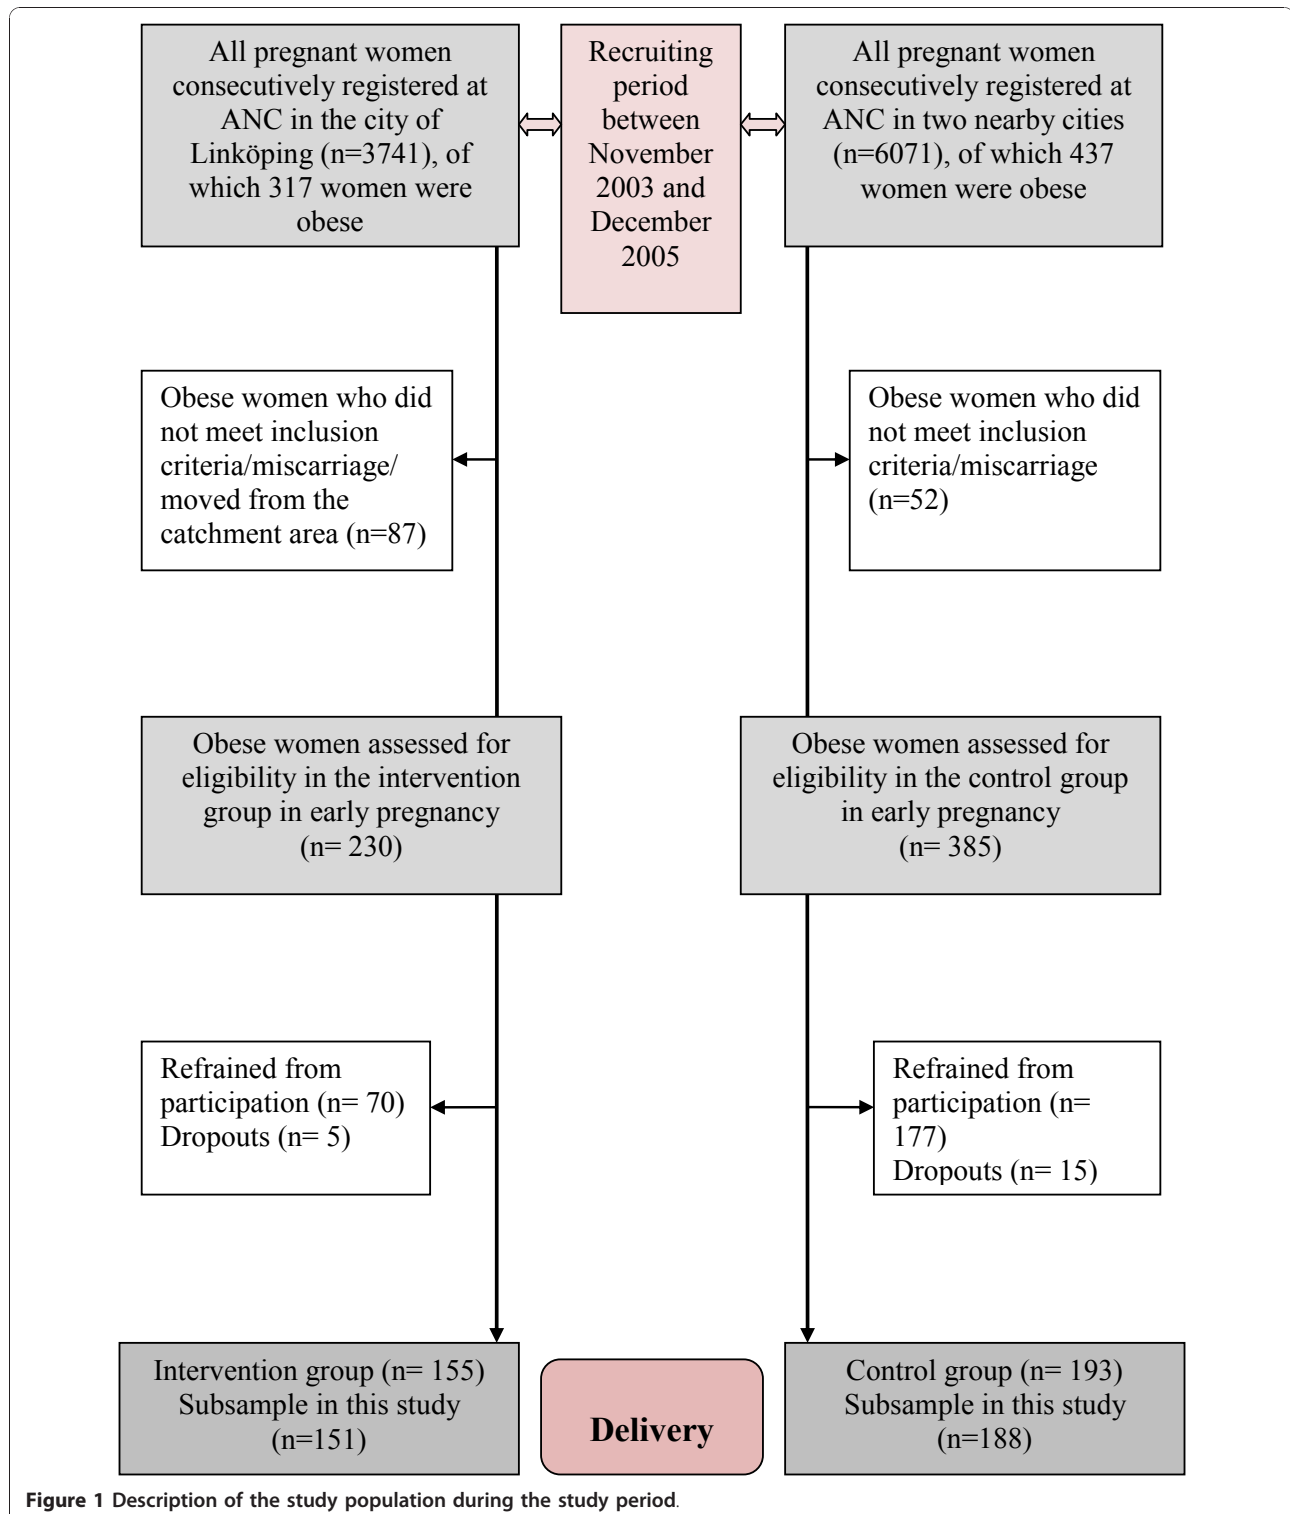 All pregnant women
consecutively registered at
ANC in the city of
Linköping (n=3741), of
which 317 women were
obese
Recruiting
period
between
November
2003 and
December
2005
All pregnant women
consecutively registered at
ANC in two nearby cities
(n=6071), of which 437
women were obese
Obese women who did
not meet inclusion
criteria/miscarriage/
moved from the
catchment area (n=87)
Obese women who did
not meet inclusion
criteria/miscarriage
(n=52)
Obese women assessed for
eligibility in the intervention
group in early pregnancy
(n= 230)
Obese women assessed for
eligibility in the control group
in early pregnancy
(n= 385)
Refrained from
participation (n= 70)
Dropouts (n= 5)
Refrained from
participation (n=
177)
Dropouts (n= 15)
Intervention group (n= 155)
Subsample in this study
(n=151)
Delivery
Control group (n= 193)
Subsample in this study
(n=188)
Figure 1 Description of the study population during the study period.